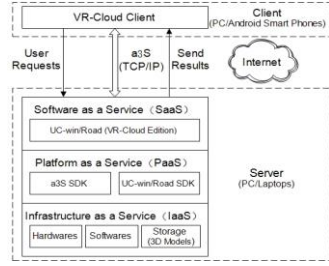 VR-Cloud Client
Client
(PC/Android Smart Phones)
User
Requests
a3S
(TCP/IP)
Send
Results
Internet
Software as a Service（SaaS）
UC-win/Road (VR-Cloud Edition)
Platform as a Service（PaaS）
a3S SDK
UC-win/Road SDK
Server
(PC/Laptops)
Infrastructure as a Service（IaaS）
Hardwares
Softwares
Storage
(3D Models)